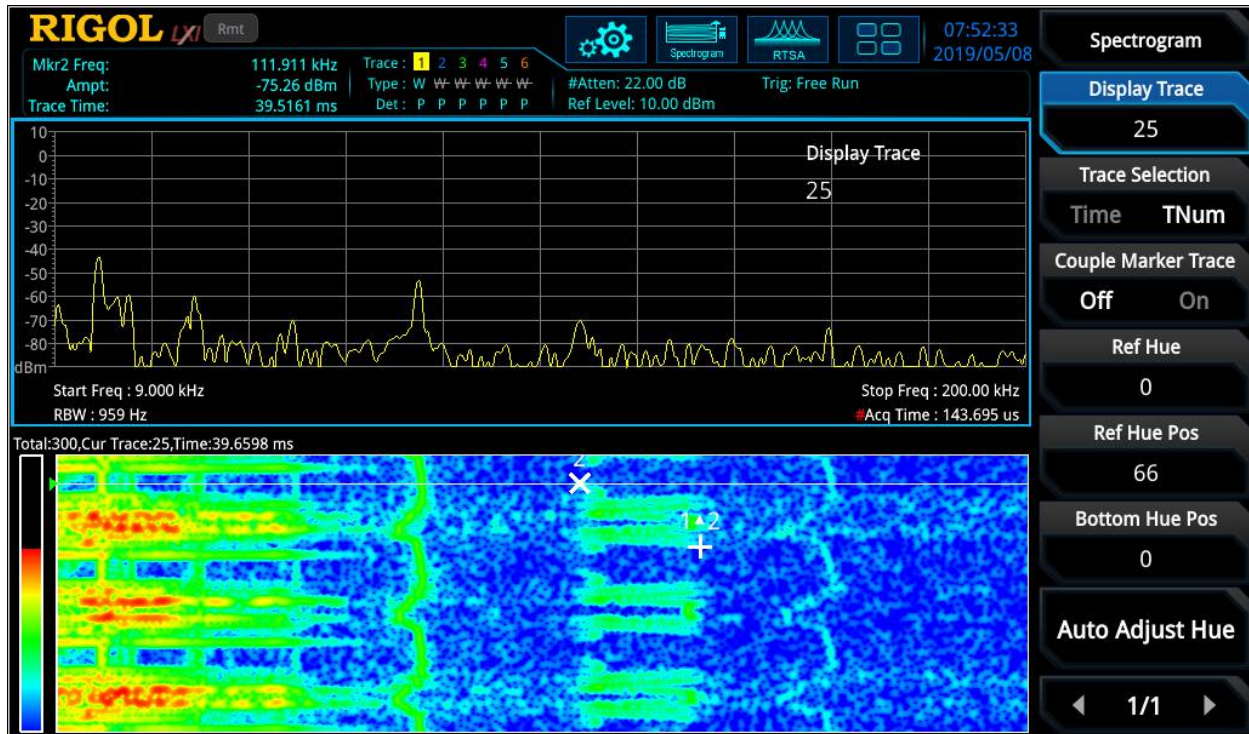 RIGOL LXI Rmt
Spectrogram RTSA
07:52:33
2019/05/08
Mkr2 Freq: 111.911 kHz
Ampt: -75.26 dBm
Trace Time: 39.5161 ms
Trace : 1 2 3 4 5 6
Type : W W W W W W
Det : P P P P P P
#Atten: 22.00 dB Trig: Free Run
Ref Level: 10.00 dBm
10
0
-10
-20
-30
-40
-50
-60
-70
-80
dBm
Display Trace
25
Start Freq : 9.000 kHz Stop Freq : 200.00 kHz
RBW : 959 Hz #Acq Time : 143.695 us
Total:300,Cur Trace:25,Time:39.6598 ms
2
1▲2
Spectrogram
Display Trace
25
Trace Selection
Time TNum
Couple Marker Trace
Off On
Ref Hue
0
Ref Hue Pos
66
Bottom Hue Pos
0
Auto Adjust Hue
1/1